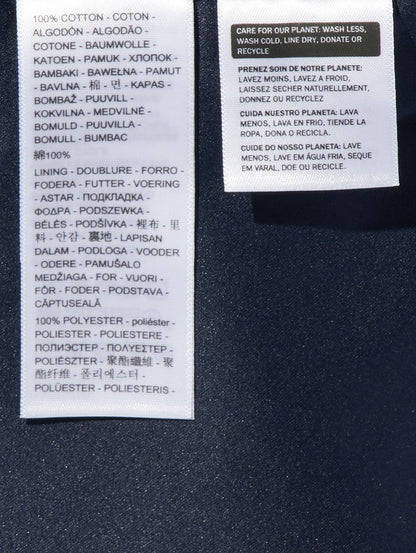 100% COTTON - COTON -
ALGODÓN - ALGODÃO -
COTONE - BAUMWOLLE -
KATOEN - PAMUK - ХЛОПОК -
ΒΑΜΒΑΚΙ - BAWEŁNA - PAMUT
- BAVLNA - 棉 - 면 - KAPAS -
BOMBAŽ - PUUVILL -
KOKVILNA - MEDVILNĖ -
BOMULD - PUUVILLA -
BOMULL - BUMBAC
綿100%
LINING - DOUBLURE - FORRO -
FODERA - FUTTER - VOERING
- ASTAR - ПОДКЛАДКА -
ΦΟΔΡΑ - PODSZEWKA -
BÉLÉS - PODŠÍVKA - 裡布 - 里
料 - 안감 - 裏地 - LAPISAN
DALAM - PODLOGA - VOODER
- ODERE - PAMUŠALO
MEDŽIAGA - FOR - VUORI -
FÔR - FODER - PODSTAVA -
CĂPTUSEALĂ
100% POLYESTER - poliéster -
POLIESTERE - POLIESTER -
ПОЛИЭСТЕР - ΠΟΛΥΕΣΤΕΡ -
POLIÉSZTER - 聚酯纖維 - 聚
酯纤维 - 폴리에스터 -
POLÜESTER - POLIESTERIS -
CARE FOR OUR PLANET: WASH LESS,
WASH COLD, LINE DRY, DONATE OR
RECYCLE
PRENEZ SOIN DE NOTRE PLANETE:
LAVEZ MOINS, LAVEZ A FROID,
LAISSEZ SECHER NATURELLEMENT,
DONNEZ OU RECYCLEZ
CUIDA NUESTRO PLANETA: LAVA
MENOS, LAVA EN FRIO, TIENDE LA
ROPA, DONA O RECICLA.
CUIDE DO NOSSO PLANETA: LAVE
MENOS, LAVE EM ÁGUA FRIA, SEQUE
EM VARAL, DOE OU RECICLE.